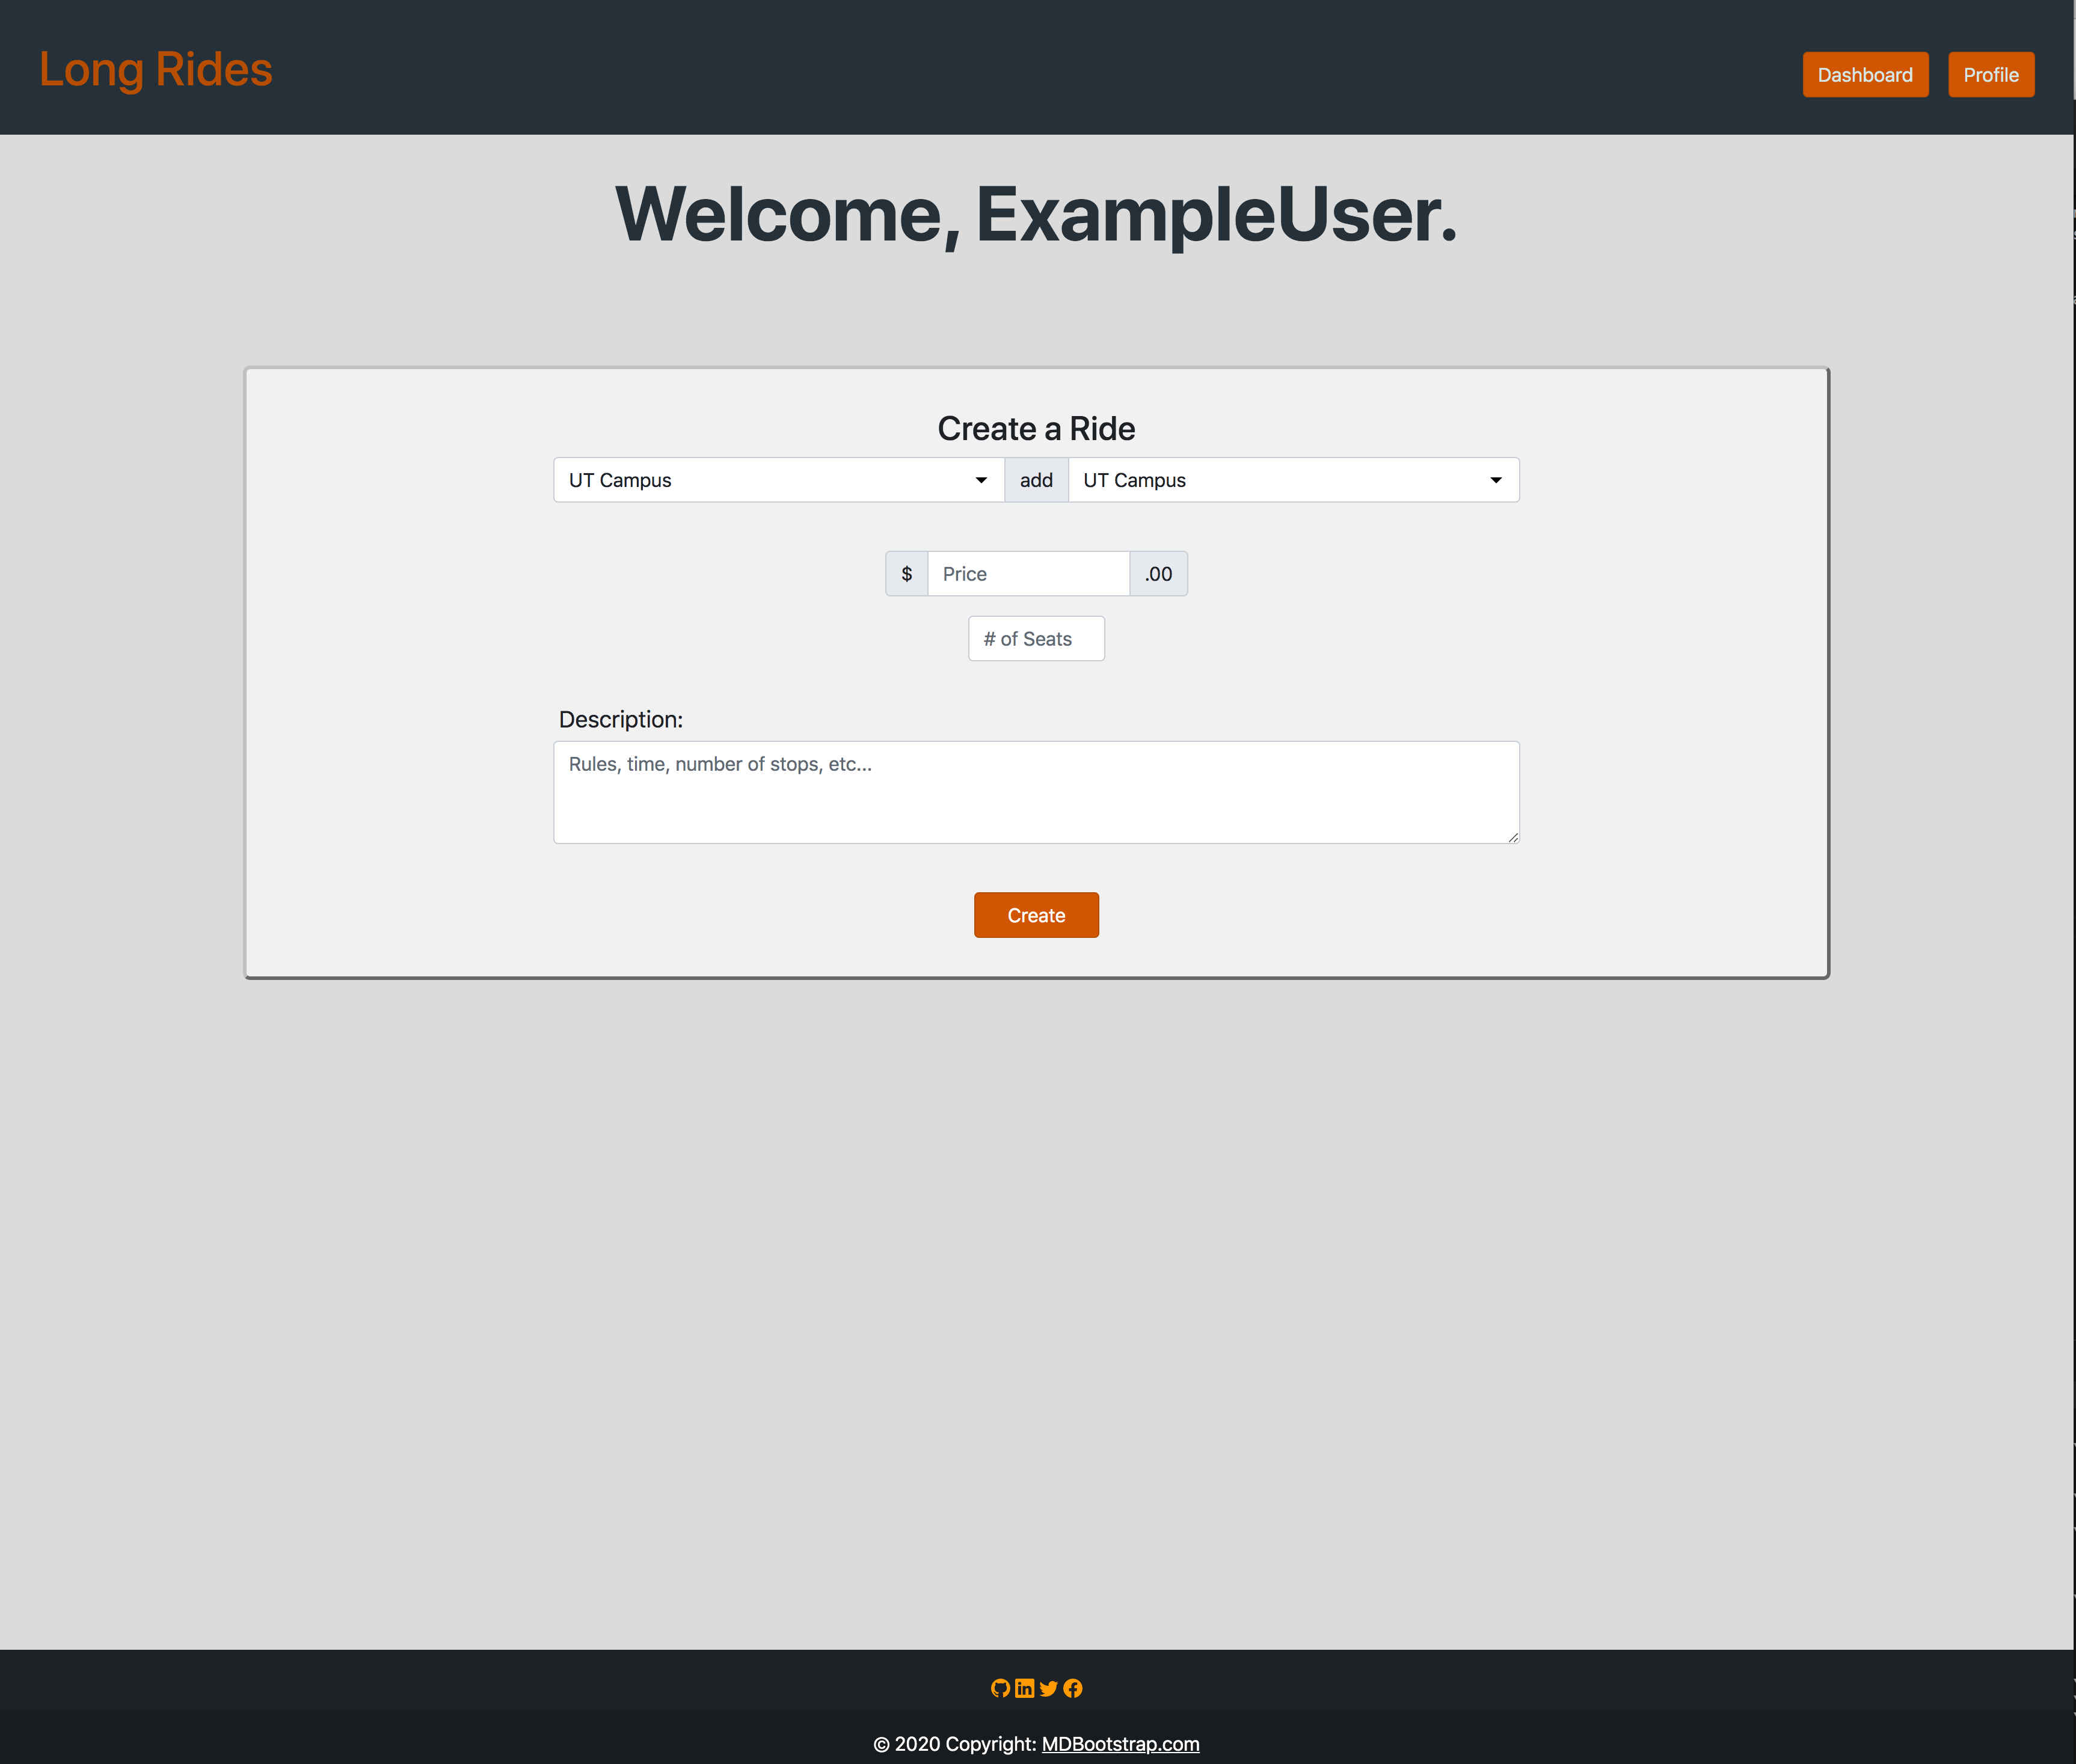 Long Rides
Dashboard Profile
Welcome, ExampleUser.
Create a Ride
UT Campus add UT Campus
$ Price .00
# of Seats
Description:
Rules, time, number of stops, etc...
Create
© 2020 Copyright: MDBootstrap.com